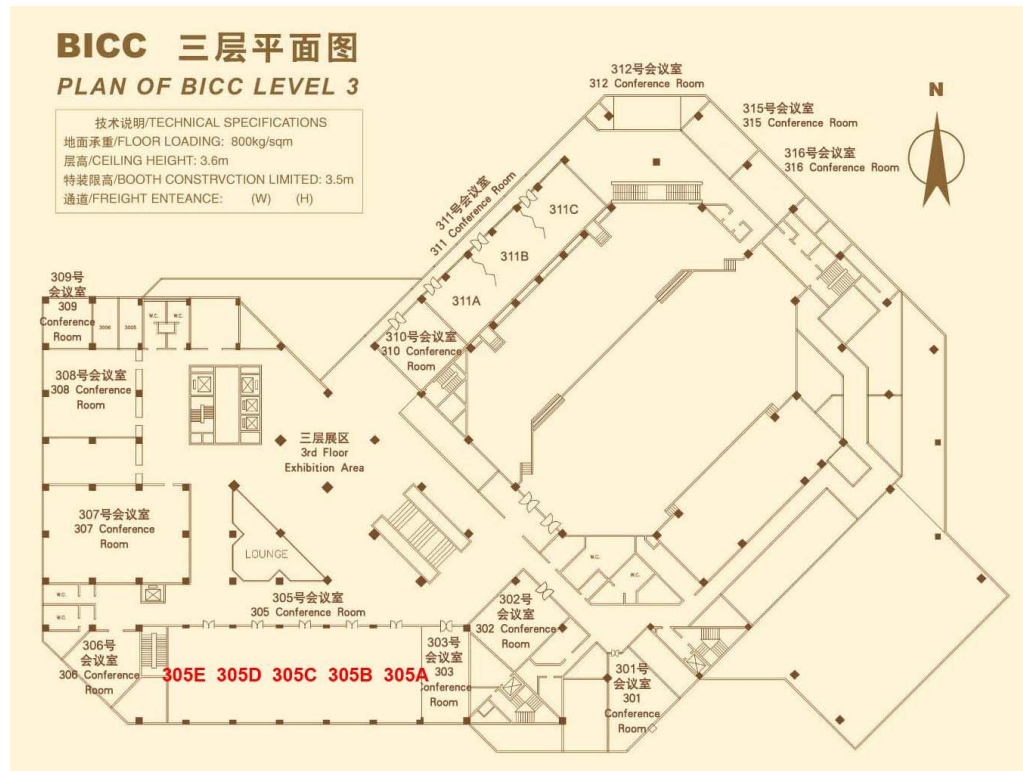 BICC 三层平面图
PLAN OF BICC LEVEL 3
技术说明/TECHNICAL SPECIFICATIONS
地面承重/FLOOR LOADING: 800kg/sqm
层高/CEILING HEIGHT: 3.6m
特装限高/BOOTH CONSTRVCTION LIMITED: 3.5m
通道/FREIGHT ENTEANCE: (W) (H)
312号会议室
312 Conference Room
N
315号会议室
315 Conference Room
316号会议室
316 Conference Room
311号会议室
311 Conference Room
311C
311B
311A
309号
会议室
309
Conference
Room
3006
3005
W.C.
W.C.
310号会议室
310 Conference
Room
308号会议室
308 Conference
Room
三层展区
3rd Floor
Exhibition Area
307号会议室
307 Conference
Room
LOUNGE
W.C.
W.C.
W.C.
W.C.
305号会议室
305 Conference Room
302号
会议室
302 Conference
Room
306号
会议室
306 Conference
Room
305E 305D 305C 305B 305A
303号
会议室
303
Conference
Room
301号
会议室
301
Conference
Room